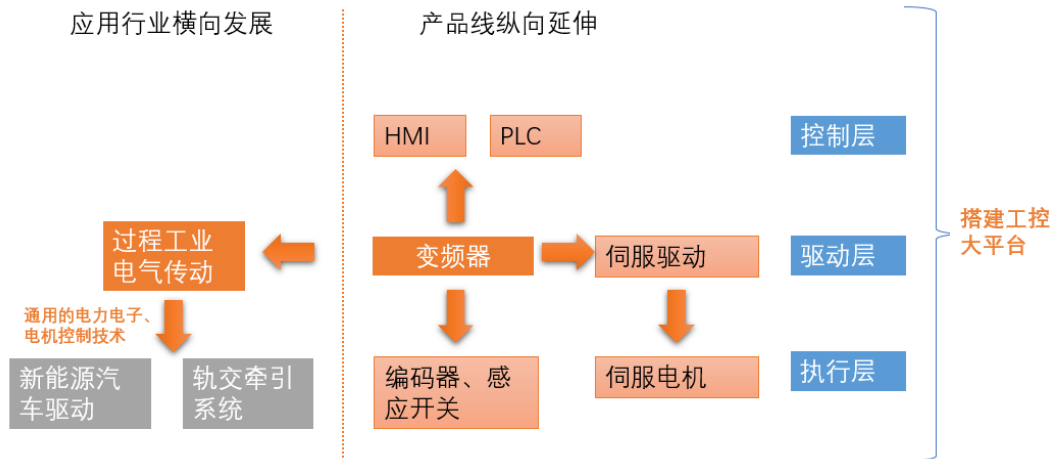 应用行业横向发展
产品线纵向延伸
HMI
PLC
控制层
过程工业
电气传动
变频器
伺服驱动
驱动层
搭建工控
大平台
通用的电力电子、
电机控制技术
新能源汽
车驱动
轨交牵引
系统
编码器、感
应开关
伺服电机
执行层